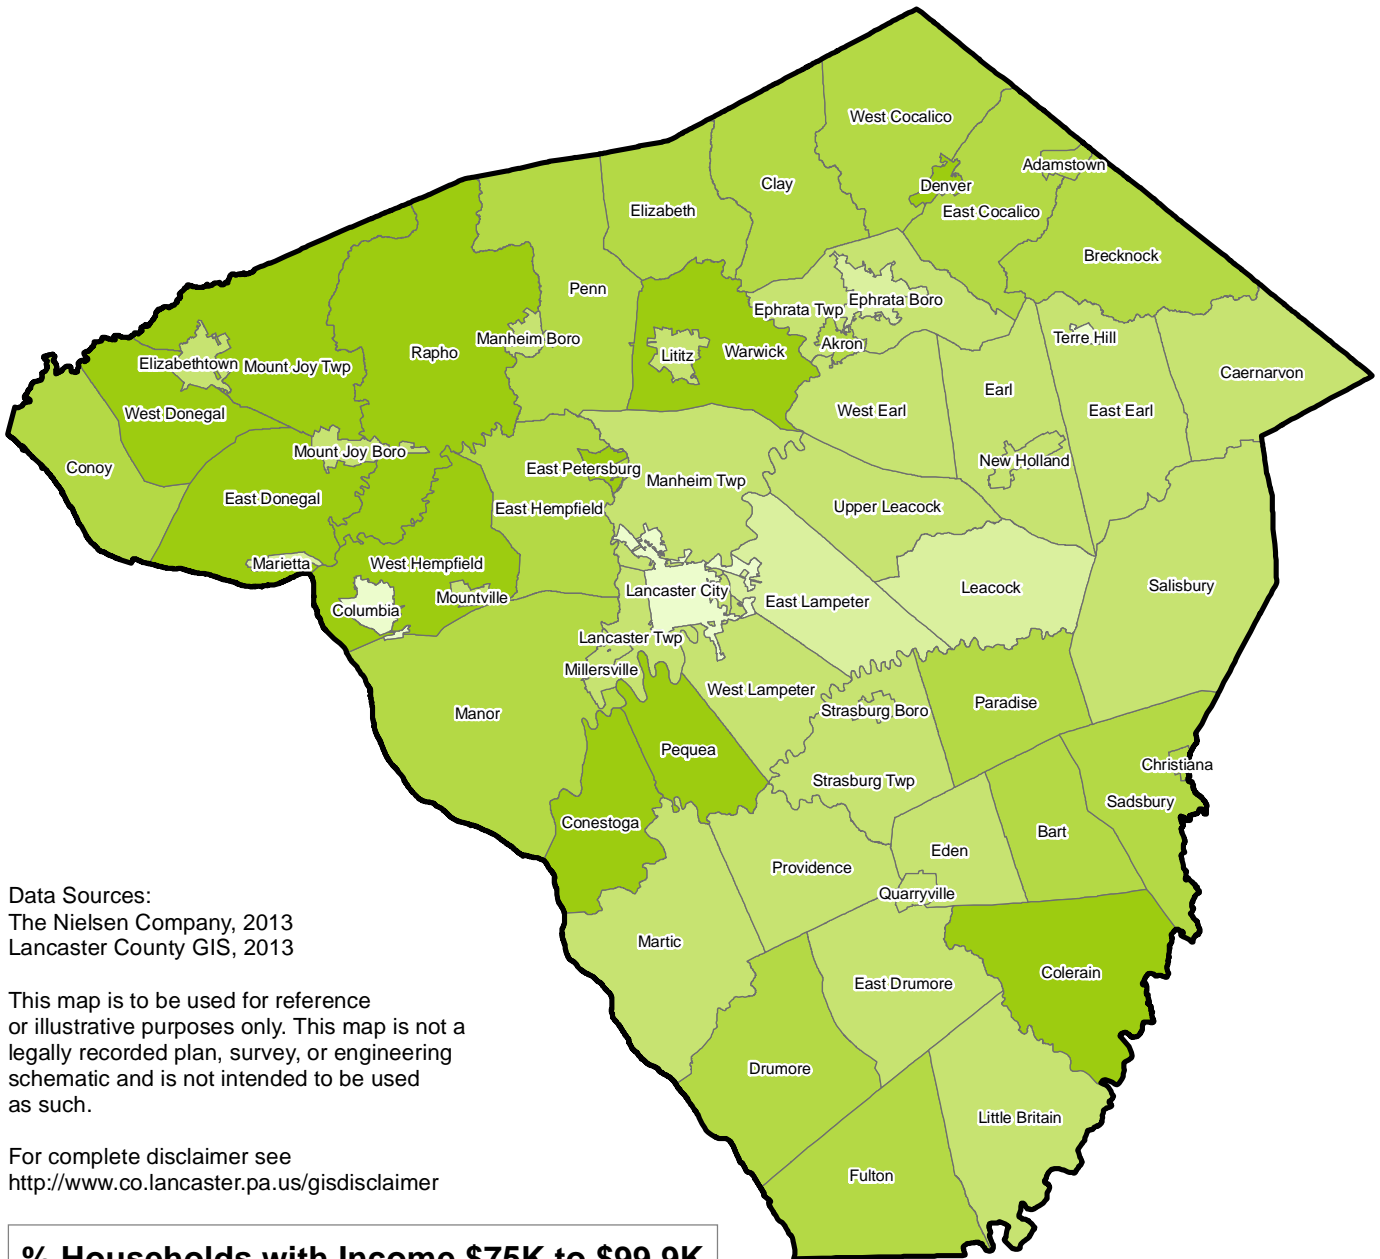 West Cocalico
Adamstown
Clay
Denver
Elizabeth
East Cocalico
Brecknock
Penn
Ephrata Twp
Ephrata Boro
Manheim Boro
Terre Hill
Akron
Rapho
Lititz
Warwick
Elizabethtown
Mount Joy Twp
Caernarvon
Earl
West Donegal
West Earl
East Earl
Mount Joy Boro
New Holland
Conoy
East Petersburg
Manheim Twp
East Donegal
East Hempfield
Upper Leacock
Marietta
West Hempfield
Leacock
Salisbury
Lancaster City
Mountville
East Lampeter
Columbia
Lancaster Twp
Millersville
West Lampeter
Paradise
Strasburg Boro
Manor
Pequea
Christiana
Strasburg Twp
Sadsbury
Conestoga
Bart
Eden
Providence
Quarryville
Martic
Colerain
East Drumore
Drumore
Little Britain
Fulton
Data Sources:
The Nielsen Company, 2013
Lancaster County GIS, 2013
This map is to be used for reference
or illustrative purposes only. This map is not a
legally recorded plan, survey, or engineering
schematic and is not intended to be used
as such.
For complete disclaimer see
http://www.co.lancaster.pa.us/gisdisclaimer
% Households with Income $75K to $99.9K